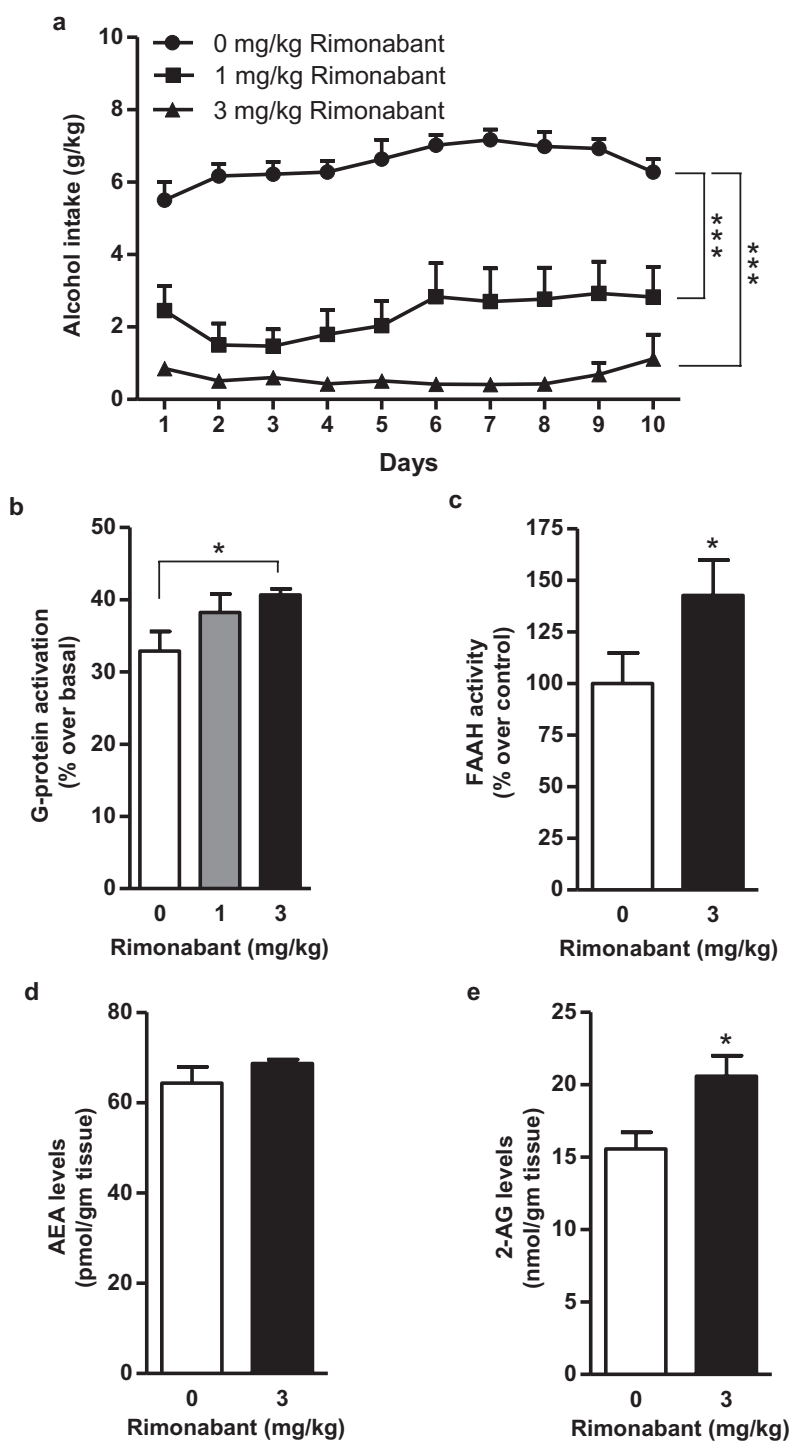 a
10
8
6
4
2
0
Alcohol intake (g/kg)
0 mg/kg Rimonabant
1 mg/kg Rimonabant
3 mg/kg Rimonabant
***
***
1 2 3 4 5 6 7 8 9 10
Days
b
50
40
30
20
10
0
G-protein activation
(% over basal)
*
0 1 3
Rimonabant (mg/kg)
c
175
150
125
100
75
50
25
0
FAAH activity
(% over control)
*
0 3
Rimonabant (mg/kg)
d
80
60
40
20
0
AEA levels
(pmol/gm tissue)
0 3
Rimonabant (mg/kg)
e
25
20
15
10
5
0
2-AG levels
(nmol/gm tissue)
*
0 3
Rimonabant (mg/kg)